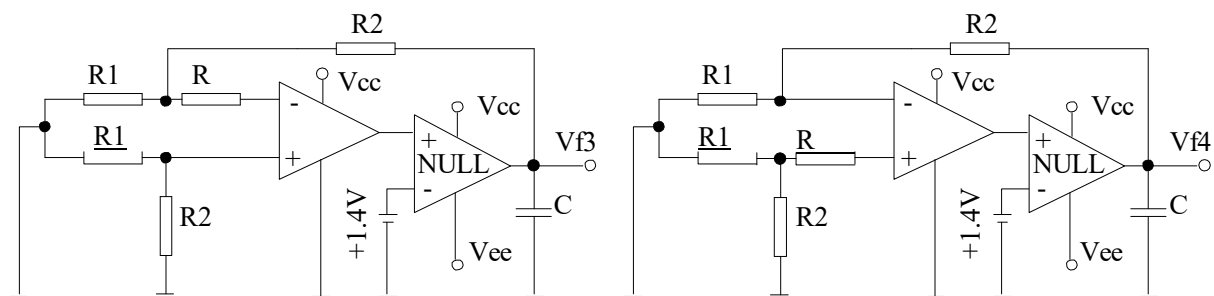 R2
R1
R
Vcc
-
R1
+
Vcc
+
NULL
-
Vf3
R2
+1.4V
C
Vee
R2
R1
Vcc
-
R1
R
+
Vcc
+
NULL
-
Vf4
R2
+1.4V
C
Vee